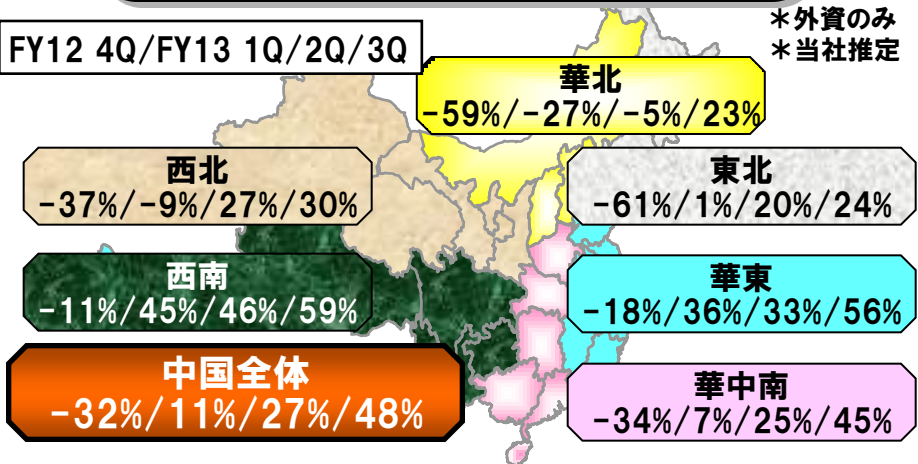 FY12 4Q/FY13 1Q/2Q/3Q
＊外資のみ
＊当社推定
華北
-59%/-27%/-5%/23%
西北
-37%/-9%/27%/30%
東北
-61%/1%/20%/24%
西南
-11%/45%/46%/59%
華東
-18%/36%/33%/56%
中国全体
-32%/11%/27%/48%
華中南
-34%/7%/25%/45%